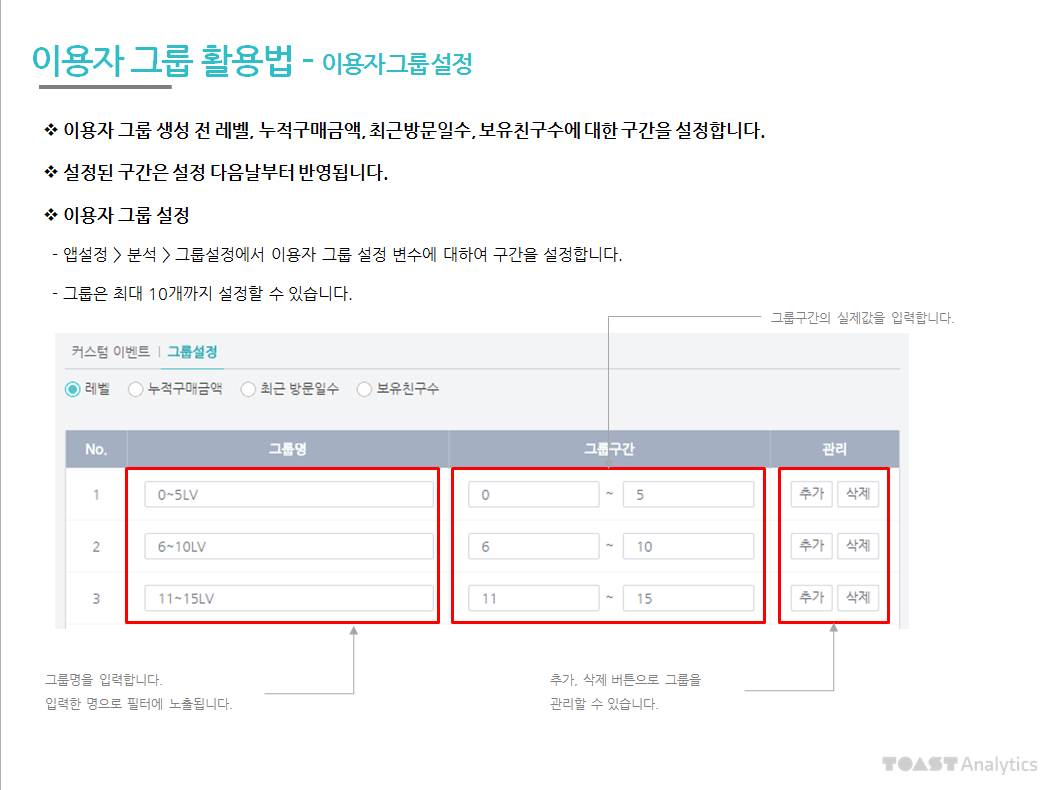 이용자 그룹 활용법 - 이용자그룹설정
❖ 이용자 그룹 생성 전 레벨, 누적구매금액, 최근방문일수, 보유친구수에 대한 구간을 설정합니다.
❖ 설정된 구간은 설정 다음날부터 반영됩니다.
❖ 이용자 그룹 설정
- 앱설정 > 분석 > 그룹설정에서 이용자 그룹 설정 변수에 대하여 구간을 설정합니다.
- 그룹은 최대 10개까지 설정할 수 있습니다.
그룹구간의 실제값을 입력합니다.
커스텀 이벤트 | 그룹설정
레벨 누적구매금액 최근 방문일수 보유친구수
No. 그룹명 그룹구간 관리
1 0~5LV 0 ~ 5 추가 삭제
2 6~10LV 6 ~ 10 추가 삭제
3 11~15LV 11 ~ 15 추가 삭제
그룹명을 입력합니다.
입력한 명으로 필터에 노출됩니다.
추가, 삭제 버튼으로 그룹을
관리할 수 있습니다.
TOAST Analytics